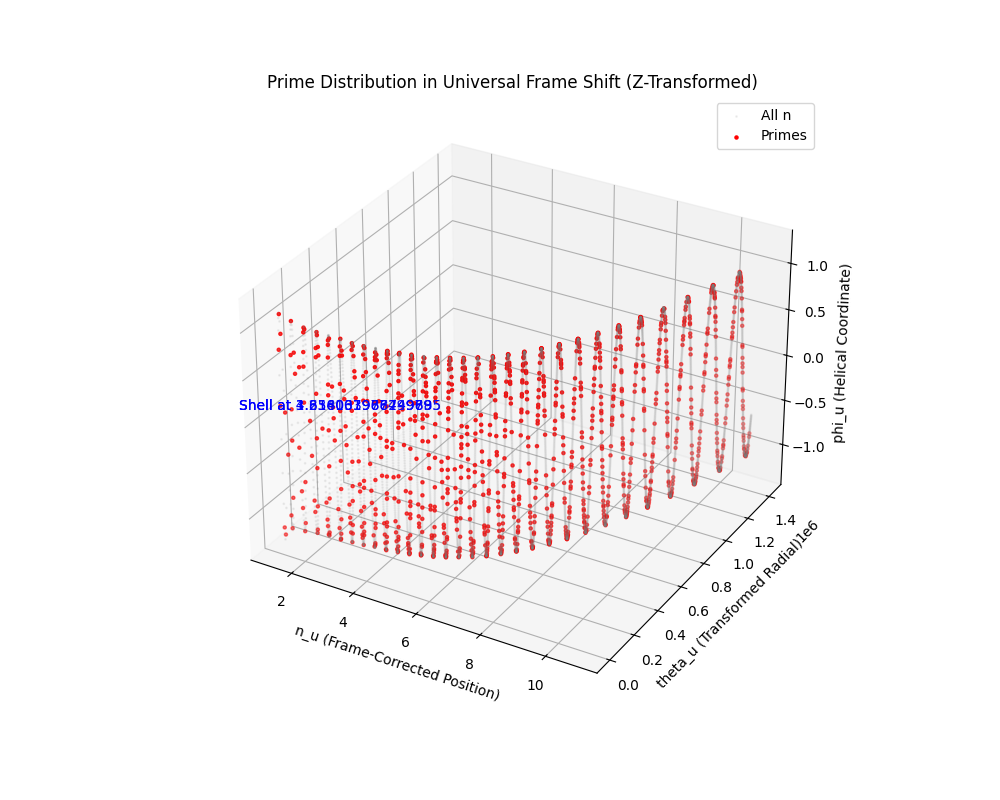 Prime Distribution in Universal Frame Shift (Z-Transformed)
All n
Primes
1.0
0.5
0.0
−0.5
−1.0
phi_u (Helical Coordinate)
Shell at
2
4
6
8
10
n_u (Frame-Corrected Position)
0.0
0.2
0.4
0.6
0.8
1.0
1.2
1.4
1e6
theta_u (Transformed Radial)